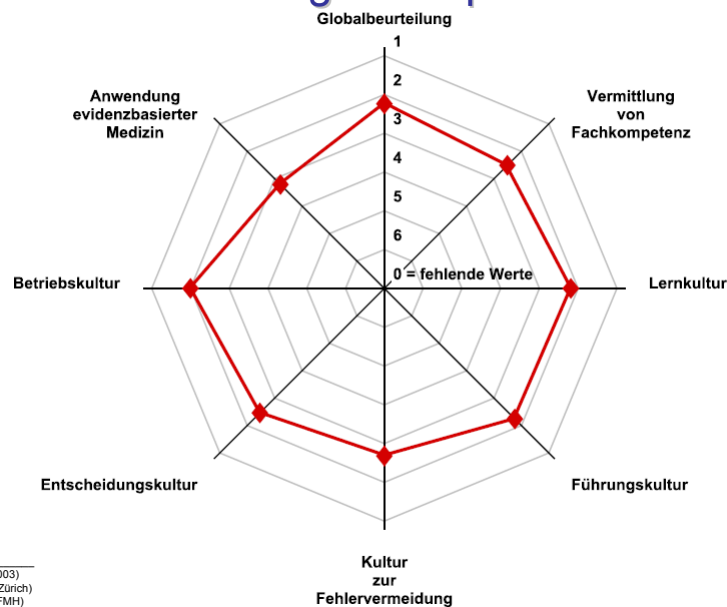 Globalbeurteilung
1
2
3
4
5
6
0 = fehlende Werte
Anwendung
evidenzbasierter
Medizin
Vermittlung
von
Fachkompetenz
Betriebskultur
Lernkultur
Entscheidungskultur
Führungskultur
Kultur
zur
Fehlervermeidung
003)
Zürich)
FMH)